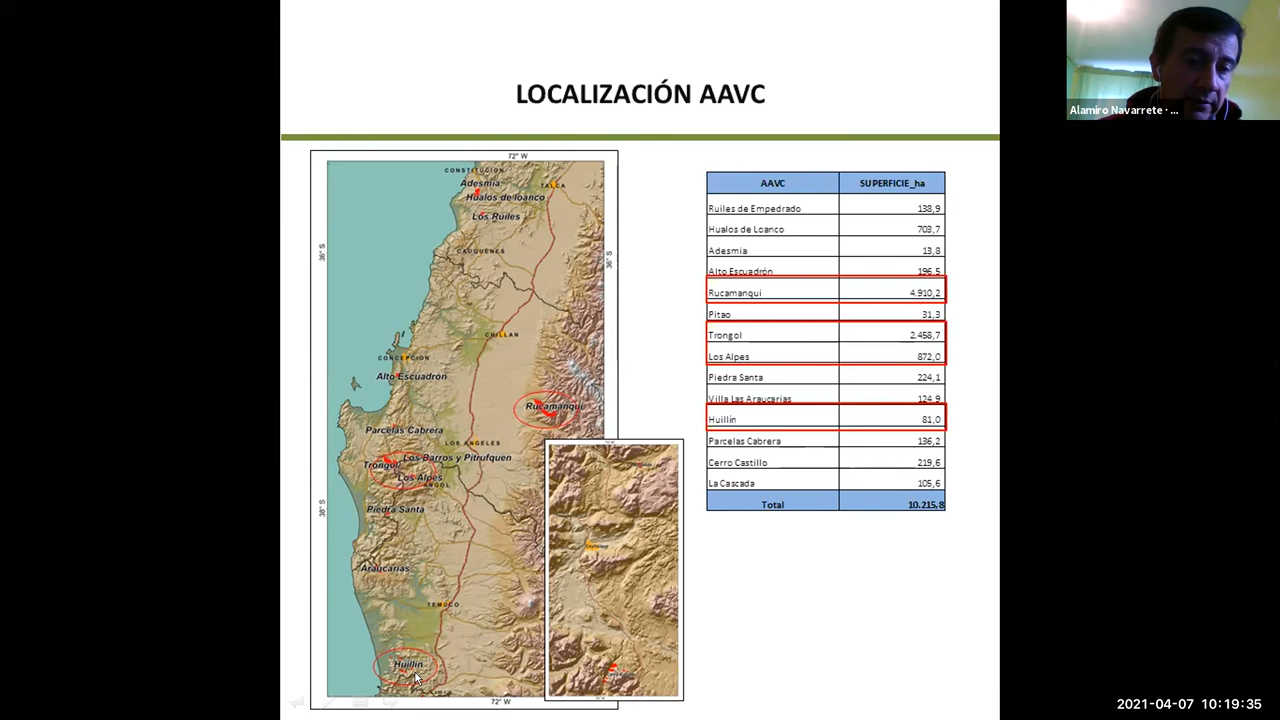 LOCALIZACIÓN AAVC
Alamiro Navarrete · ...
72° W
CONSTITUCION
Adesmia
TALCA
Hualos de loanco
Los Ruiles
36° S
36° S
CAUQUENES
CHILLAN
CONCEPCION
Alto Escuadrón
Rucamanqui
Parcelas Cabrera
LOS ANGELES
Trongol
Los Barros y Pitrufquen
Los Alpes
ANGOL
38° S
Piedra Santa
Araucarias
TEMUCO
Huillin
72° W
AAVC SUPERFICIE_ha
Ruiles de Empedrado 138,9
Hualos de Loanco 703,7
Adesmia 13,8
Alto Escuadrón 196,5
Rucamanqui 4.910,2
Pitao 31,3
Trongol 2.458,7
Los Alpes 872,0
Piedra Santa 224,1
Villa Las Araucarias 124,9
Huillín 81,0
Parcelas Cabrera 136,2
Cerro Castillo 219,6
La Cascada 105,6
Total 10.215,8
2021-04-07 10:19:35